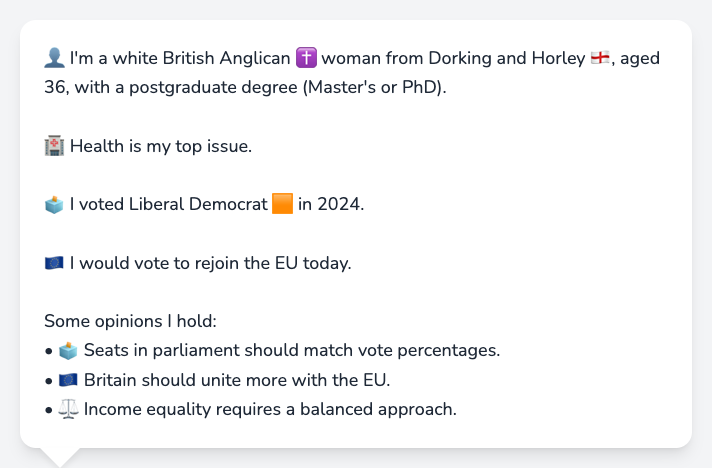 👤 I'm a white British Anglican ✝️ woman from Dorking and Horley 🏴󠁧󠁢󠁥󠁮󠁧󠁿, aged
36, with a postgraduate degree (Master's or PhD).
🏥 Health is my top issue.
🗳️ I voted Liberal Democrat 🟧 in 2024.
🇪🇺 I would vote to rejoin the EU today.
Some opinions I hold:
• 🗳️ Seats in parliament should match vote percentages.
• 🇪🇺 Britain should unite more with the EU.
• ⚖️ Income equality requires a balanced approach.